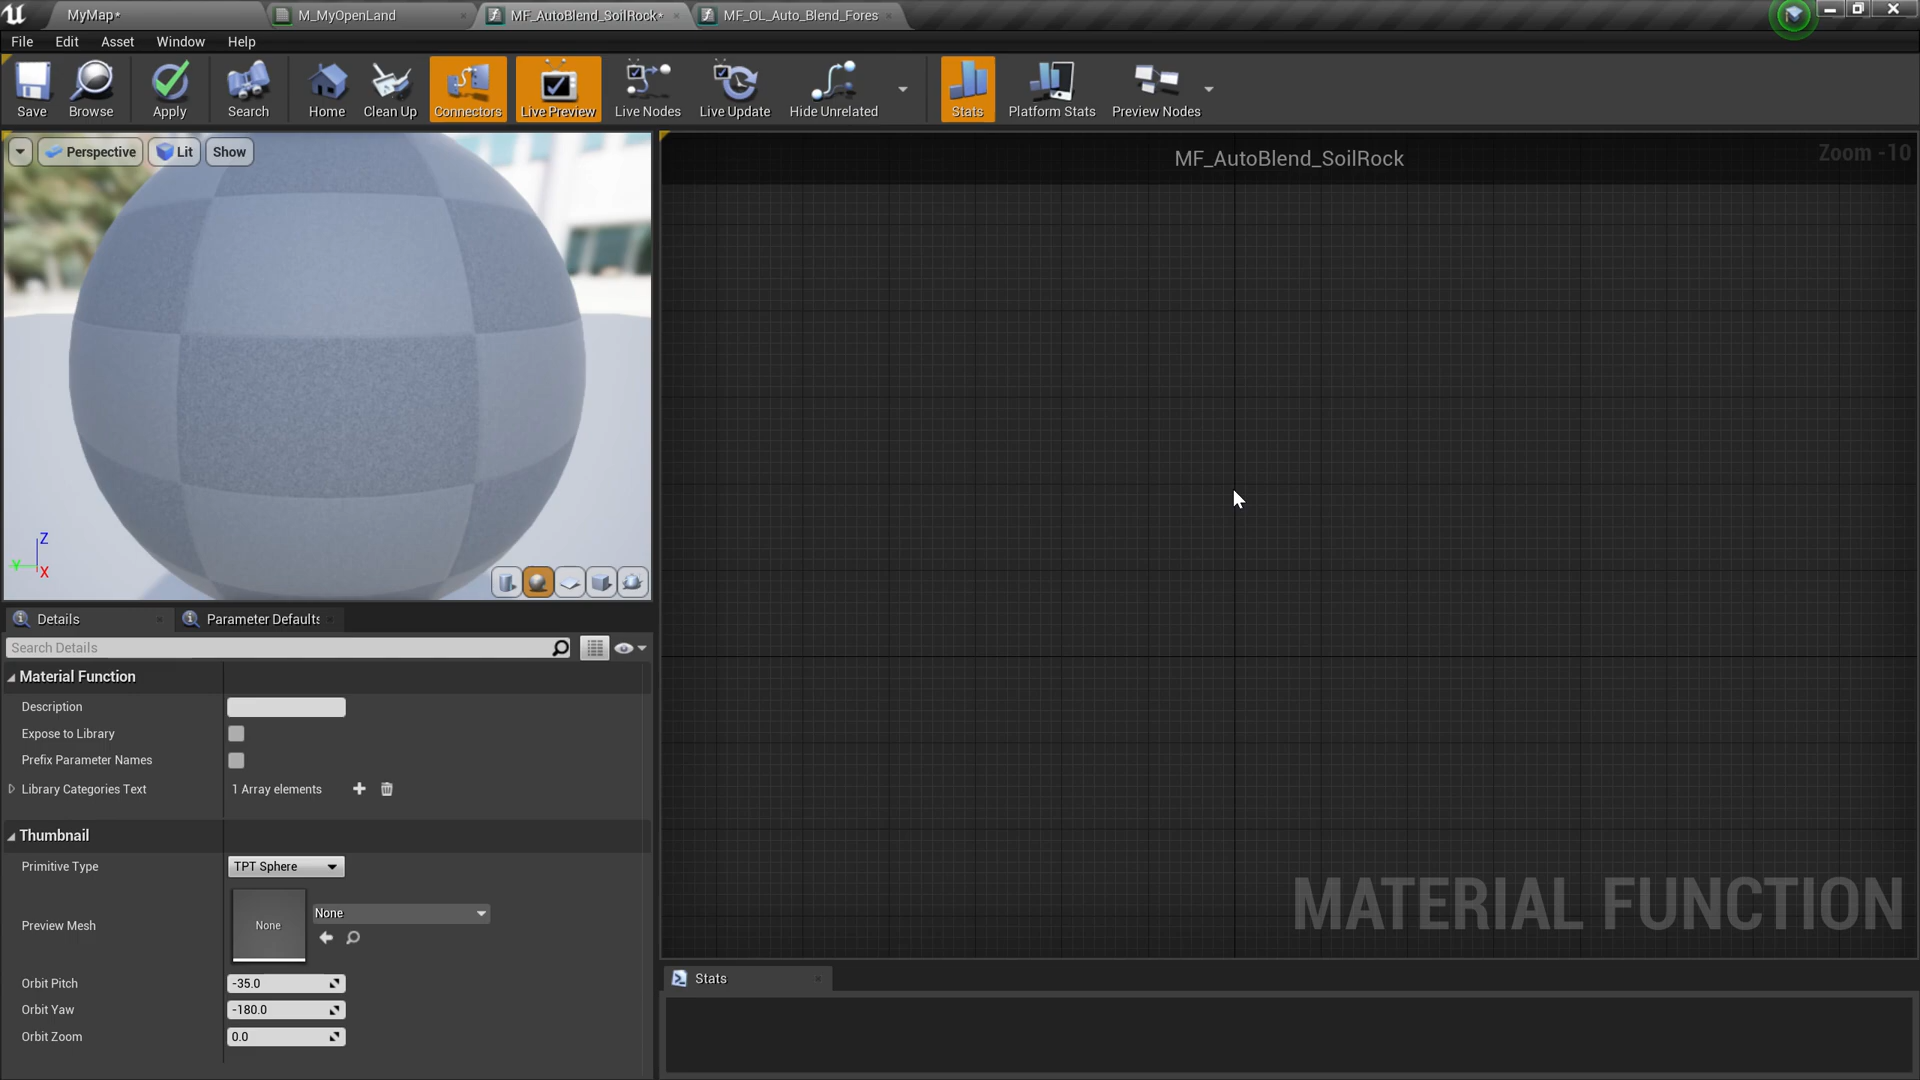 MyMap*
M_MyOpenLand
MF_AutoBlend_SoilRock*
MF_OL_Auto_Blend_Fores
File Edit Asset Window Help
Save Browse Apply Search Home Clean Up Connectors Live Preview Live Nodes Live Update Hide Unrelated Stats Platform Stats Preview Nodes
Perspective Lit Show
MF_AutoBlend_SoilRock
Zoom -10
Z
Y
X
Details
Parameter Defaults
Search Details
Material Function
Description
Expose to Library
Prefix Parameter Names
Library Categories Text 1 Array elements
Thumbnail
Primitive Type TPT Sphere
Preview Mesh None None
Orbit Pitch -35.0
Orbit Yaw -180.0
Orbit Zoom 0.0
MATERIAL FUNCTION
Stats